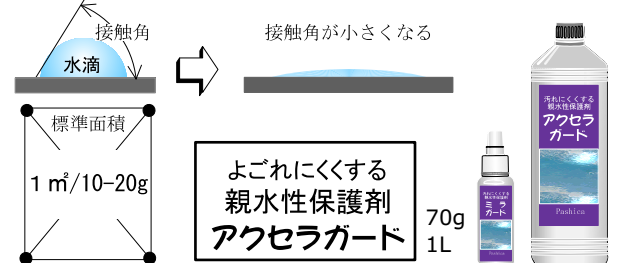 接触角
水滴
接触角が小さくなる
標準面積
1㎡/10-20g
よごれにくくする
親水性保護剤
アクセラガード
70g
1L
汚れにくくする
親水性保護剤
ミラ
ガード
Pashica
汚れにくくする
親水性保護剤
アクセラ
ガード
Pashica